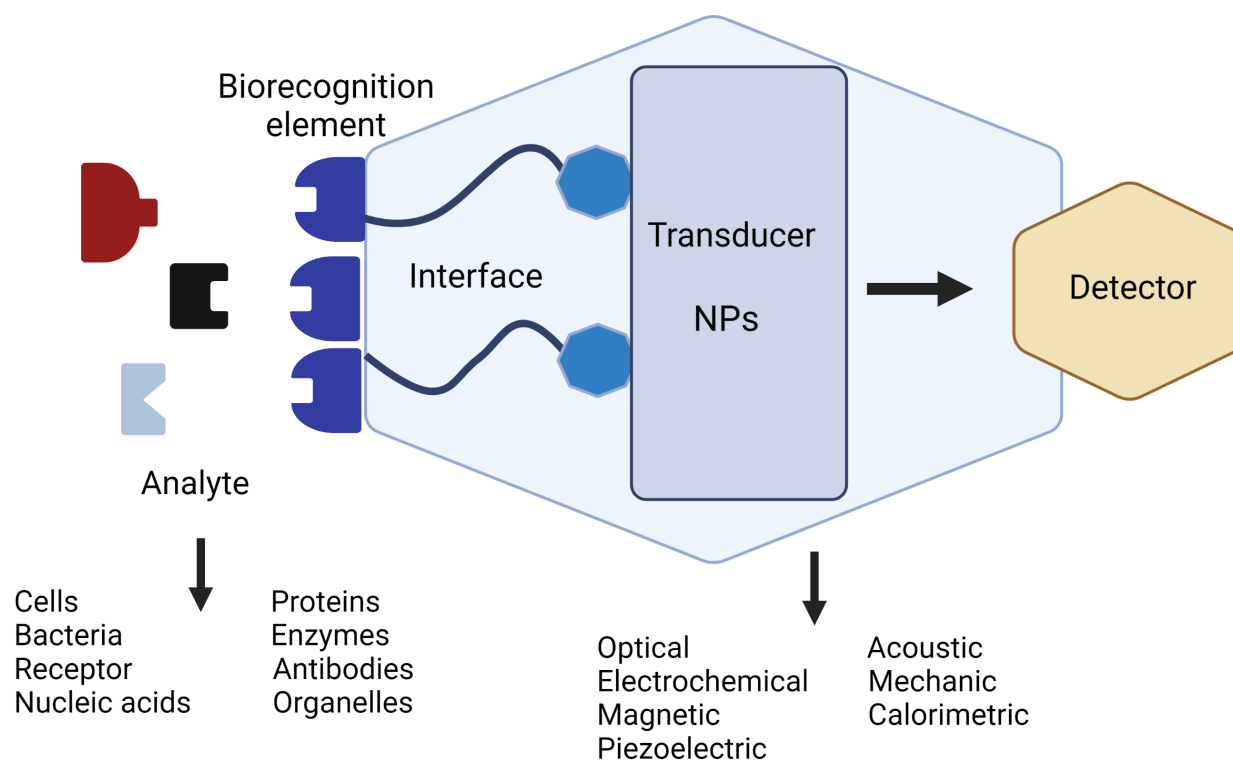 Biorecognition
element
Transducer
Interface
Detector
NPs
Analyte
Cells
Bacteria
Receptor
Nucleic acids
Proteins
Enzymes
Antibodies
Organelles
Optical
Electrochemical
Magnetic
Piezoelectric
Acoustic
Mechanic
Calorimetric